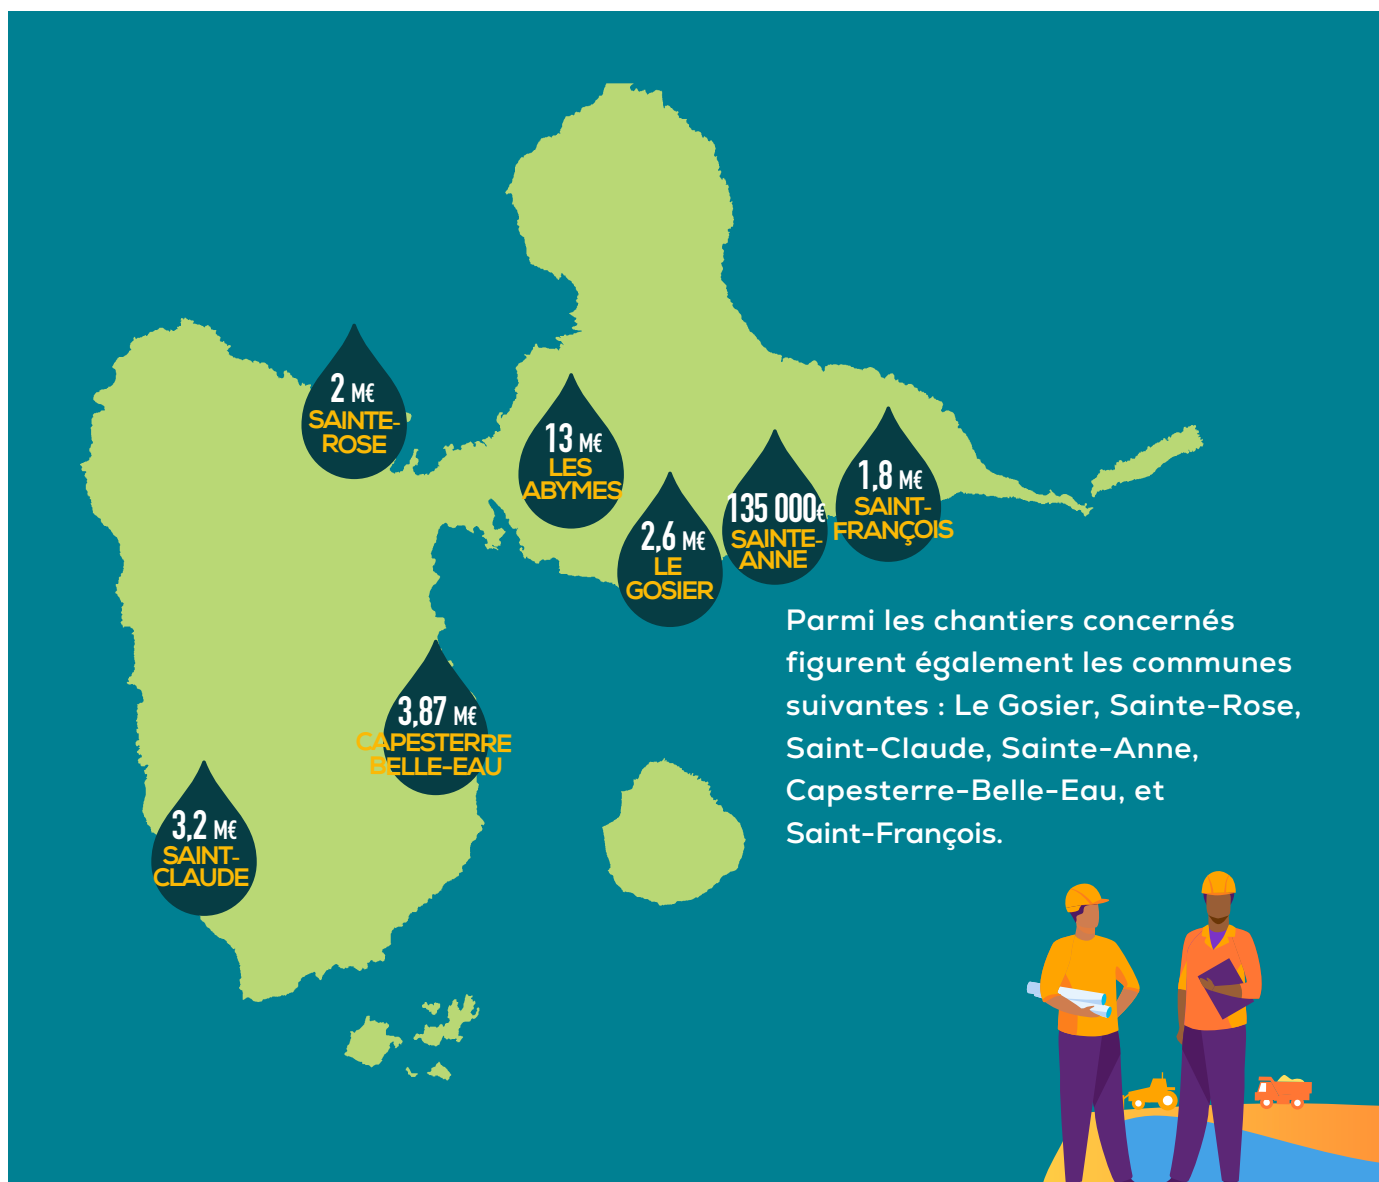 2 M€
SAINTE-
ROSE
13 M€
LES
ABYMES
2,6 M€
LE
GOSIER
135 000€
SAINTE-
ANNE
1,8 M€
SAINT-
FRANÇOIS
3,87 M€
CAPESTERRE
BELLE-EAU
3,2 M€
SAINT-
CLAUDE
Parmi les chantiers concernés
figurent également les communes
suivantes : Le Gosier, Sainte-Rose,
Saint-Claude, Sainte-Anne,
Capesterre-Belle-Eau, et
Saint-François.